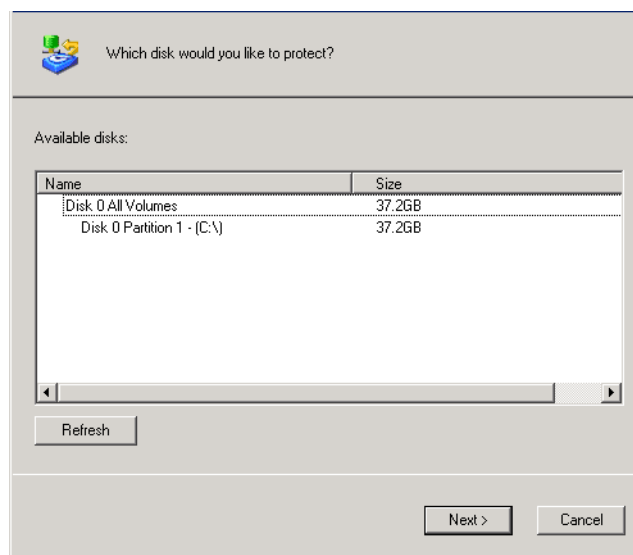 Which disk would you like to protect?
Available disks:
Name Size
Disk 0 All Volumes 37.2GB
Disk 0 Partition 1 - (C:\) 37.2GB
Refresh
Next > Cancel